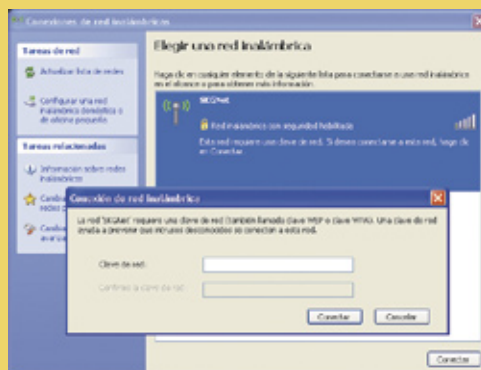 Conexiones de red inalámbricas
Tareas de red
Actualizar lista de redes
Configurar una red
inalámbrica doméstica o
de oficina pequeña
Tareas relacionadas
Información sobre redes
inalámbricas
Elegir una red inalámbrica
Haga clic en cualquier elemento de la siguiente lista para conectarse a una red inalámbrica
en el alcance o para obtener más información.
Red inalámbrica con seguridad habilitada
Esta red requiere una clave de red. Si desea conectarse a esta red, haga clic
en Conectar.
Conexión de red inalámbrica
requiere una clave de red (también llamada clave WEP o clave WPA). Una clave de red
ayuda a prevenir que intrusos desconocidos se conecten a esta red.
Clave de red:
Confirme la clave de red:
Conectar
Cancelar
Conectar